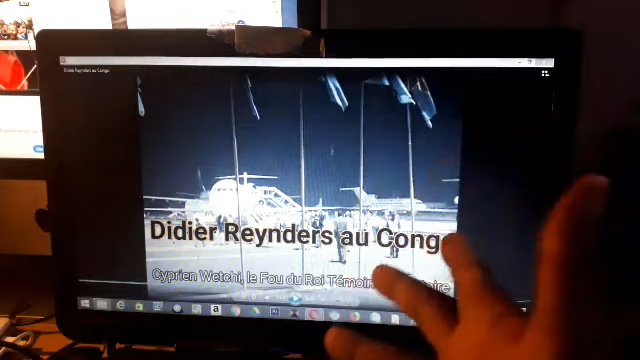 Didier Reynders au Congo
Didier Reynders au Cong
Cyprien Wetchi, le Fou du Roi Témoin